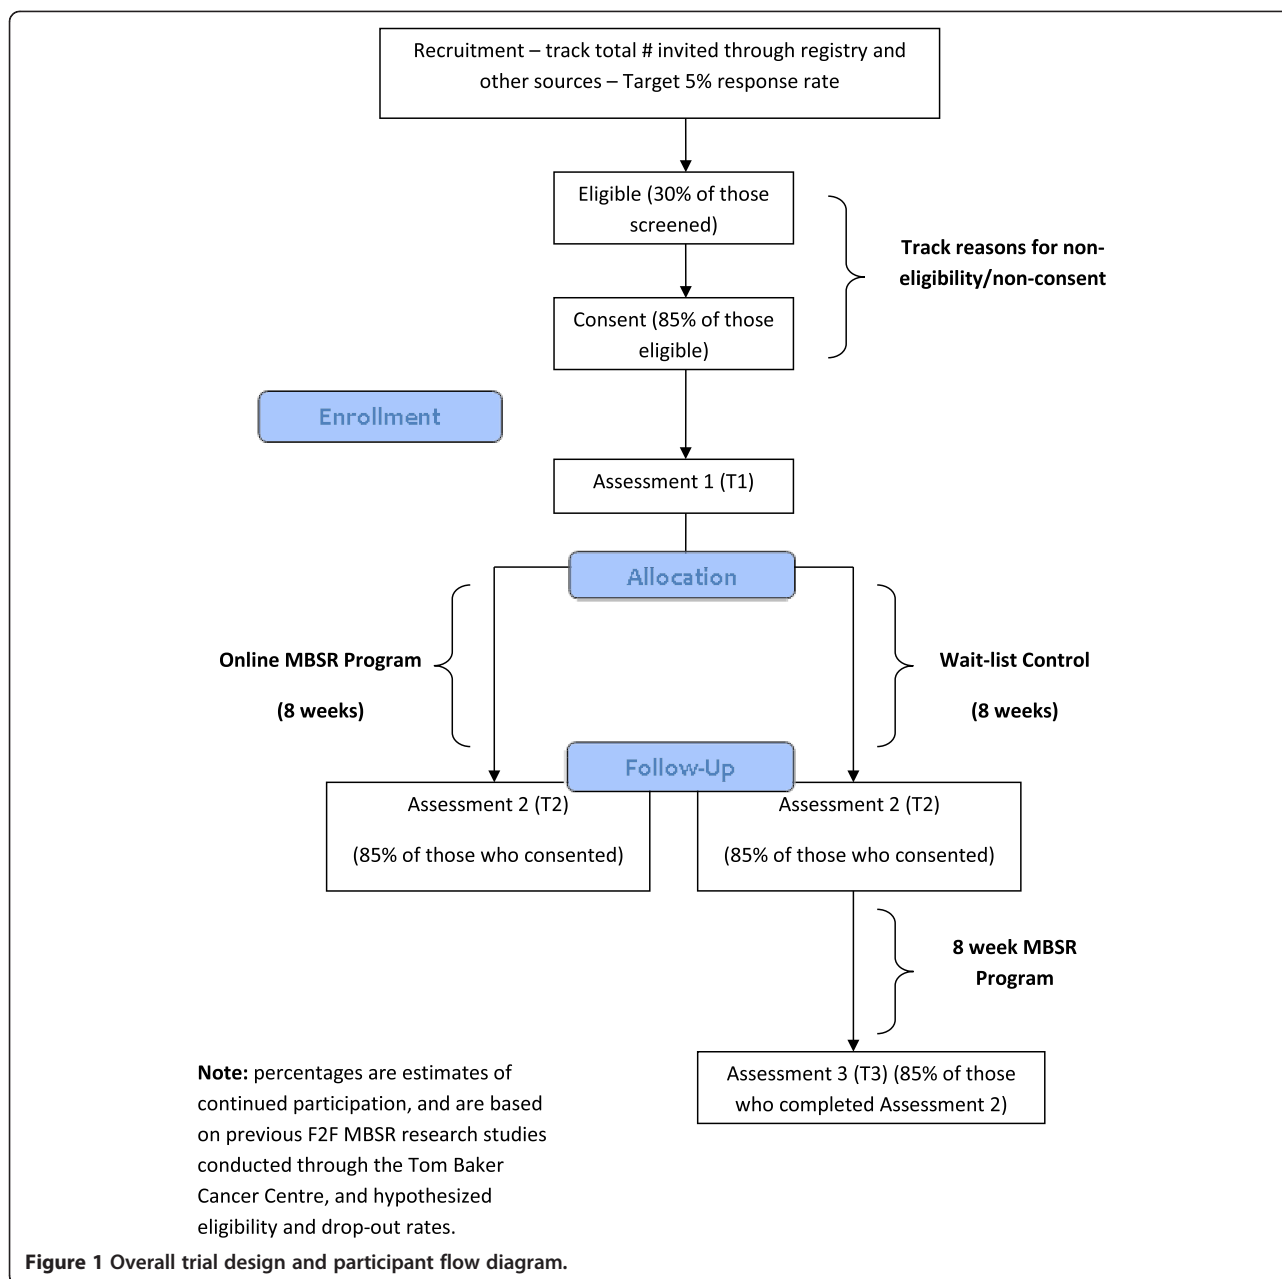 Recruitment – track total # invited through registry and
other sources – Target 5% response rate
Eligible (30% of those
screened)
Track reasons for non-
eligibility/non-consent
Consent (85% of those
eligible)
Enrollment
Assessment 1 (T1)
Allocation
Online MBSR Program
(8 weeks)
Wait-list Control
(8 weeks)
Follow-Up
Assessment 2 (T2)
(85% of those who consented)
Assessment 2 (T2)
(85% of those who consented)
8 week MBSR
Program
Assessment 3 (T3) (85% of those
who completed Assessment 2)
Note: percentages are estimates of
continued participation, and are based
on previous F2F MBSR research studies
conducted through the Tom Baker
Cancer Centre, and hypothesized
eligibility and drop-out rates.
Figure 1 Overall trial design and participant flow diagram.